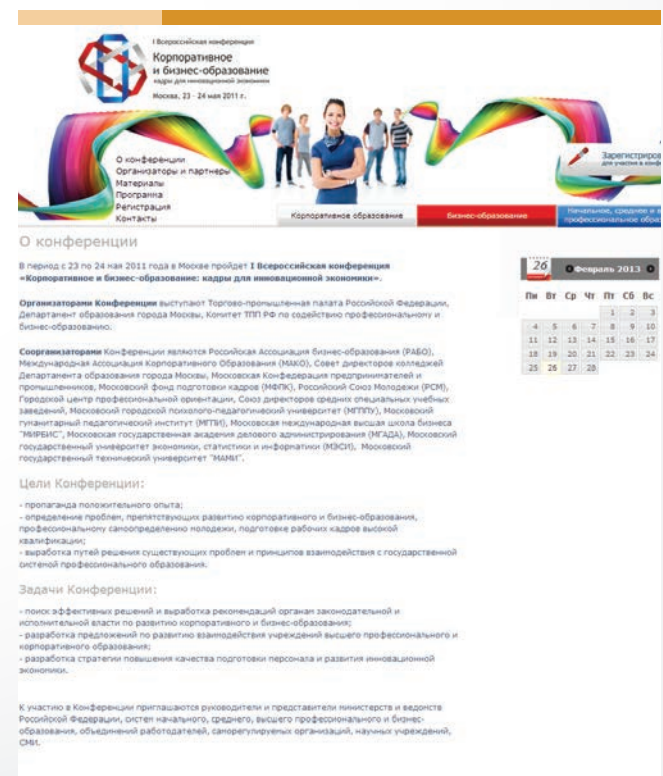 I Всероссийская конференция
Корпоративное
и бизнес-образование
кадры для инновационной экономики
Москва, 23 - 24 мая 2011 г.
О конференции
Организаторы и партнеры
Материалы
Программа
Регистрация
Контакты
Зарегистриров
для участия в конфе
Корпоративное образование
Бизнес-образование
Начальное, среднее и в
профессиональное образ
О конференции
В период с 23 по 24 мая 2011 года в Москве пройдет I Всероссийская конференция
«Корпоративное и бизнес-образование: кадры для инновационной экономики».
Организаторами Конференции выступают Торгово-промышленная палата Российской Федерации,
Департамент образования города Москвы, Комитет ТПП РФ по содействию профессиональному и
бизнес-образованию.
Соорганизаторами Конференции являются Российская Ассоциация бизнес-образования (РАБО),
Международная Ассоциация Корпоративного Образования (МАКО), Совет директоров колледжей
Департамента образования города Москвы, Московская Конфедерация предпринимателей и
промышленников, Московский фонд подготовки кадров (МФПК), Российский Союз Молодежи (РСМ),
Городской центр профессиональной ориентации, Союз директоров средних специальных учебных
заведений, Московский городской психолого-педагогический университет (МГППУ), Московский
гуманитарный педагогический институт (МГПИ), Московская международная высшая школа бизнеса
"МИРБИС", Московская государственная академия делового администрирования (МГАДА), Московский
государственный университет экономики, статистики и информатики (МЭСИ), Московский
государственный технический университет "МАМИ".
Цели Конференции:
- пропаганда положительного опыта;
- определение проблем, препятствующих развитию корпоративного и бизнес-образования,
профессиональному самоопределению молодежи, подготовке рабочих кадров высокой
квалификации;
- выработка путей решения существующих проблем и принципов взаимодействия с государственной
системой профессионального образования.
Задачи Конференции:
- поиск эффективных решений и выработка рекомендаций органам законодательной и
исполнительной власти по развитию корпоративного и бизнес-образования;
- разработка предложений по развитию взаимодействия учреждений высшего профессионального и
корпоративного образования;
- разработка стратегии повышения качества подготовки персонала и развития инновационной
экономики.
К участию в Конференции приглашаются руководители и представители министерств и ведомств
Российской Федерации, систем начального, среднего, высшего профессионального и бизнес-
образования, объединений работодателей, саморегулируемых организаций, научных учреждений,
СМИ.
26 Февраль 2013
Пн Вт Ср Чт Пт Сб Вс
1 2 3
4 5 6 7 8 9 10
11 12 13 14 15 16 17
18 19 20 21 22 23 24
25 26 27 28